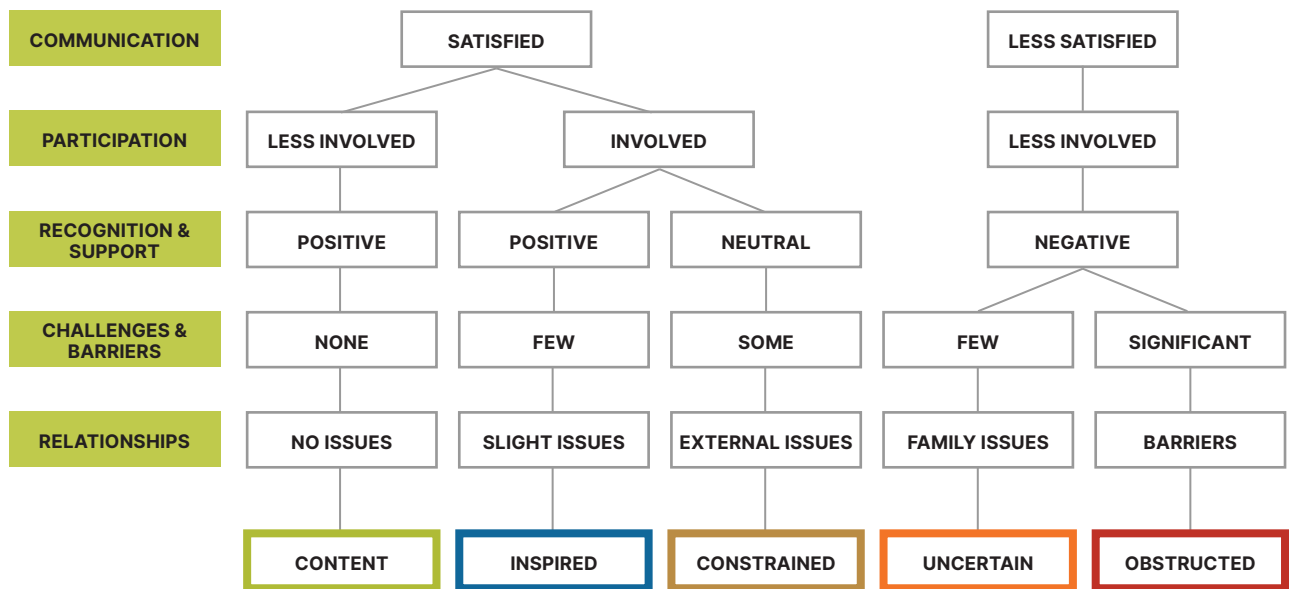 COMMUNICATION
SATISFIED
LESS SATISFIED
PARTICIPATION
LESS INVOLVED
INVOLVED
LESS INVOLVED
RECOGNITION &
SUPPORT
POSITIVE
POSITIVE
NEUTRAL
NEGATIVE
CHALLENGES &
BARRIERS
NONE
FEW
SOME
FEW
SIGNIFICANT
RELATIONSHIPS
NO ISSUES
SLIGHT ISSUES
EXTERNAL ISSUES
FAMILY ISSUES
BARRIERS
CONTENT
INSPIRED
CONSTRAINED
UNCERTAIN
OBSTRUCTED